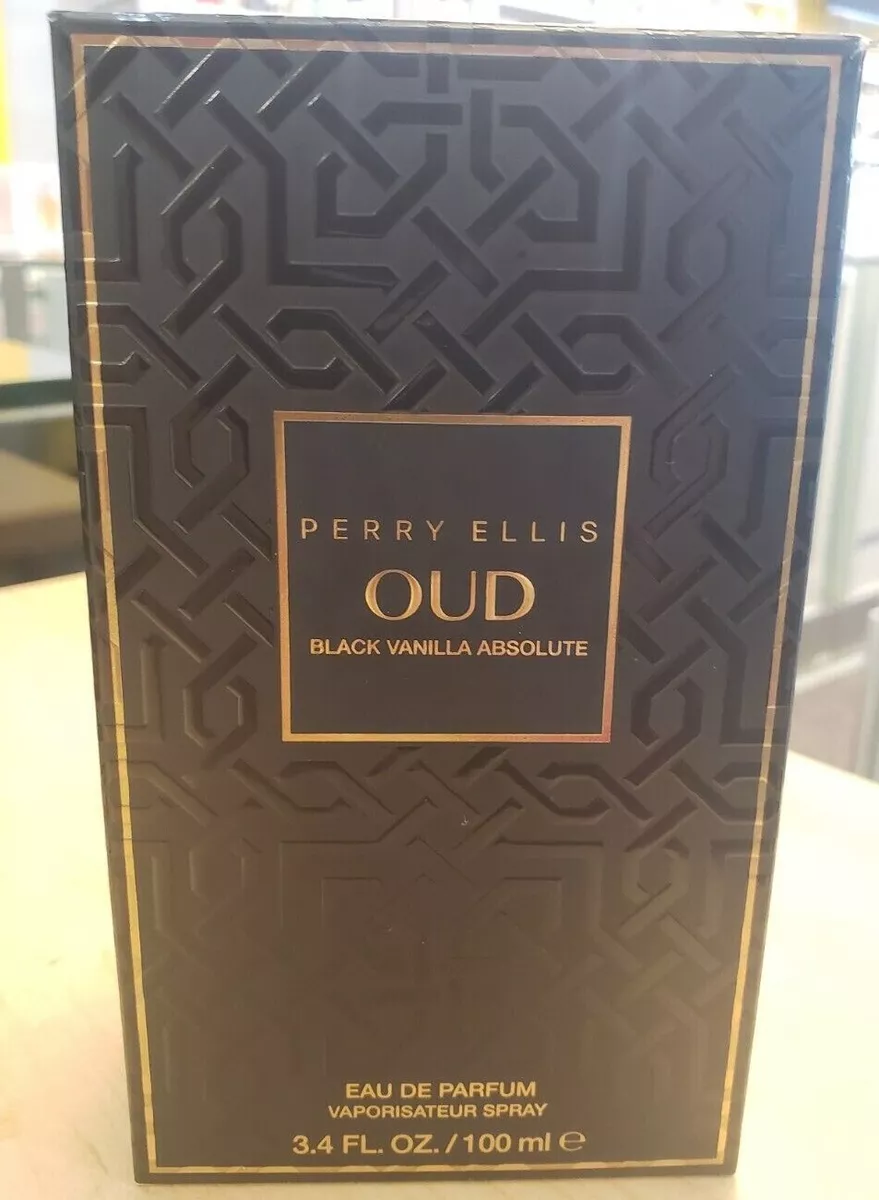 PERRY ELLIS
OUD
BLACK VANILLA ABSOLUTE
EAU DE PARFUM
VAPORISATEUR SPRAY
3.4 FL. OZ. / 100 ml ℮